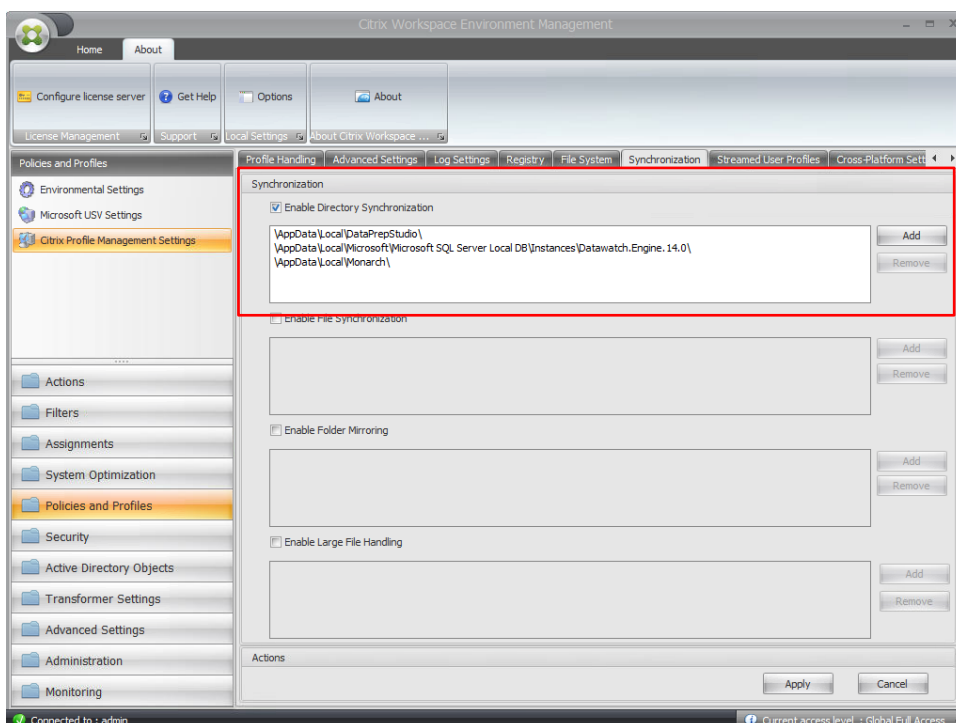 Citrix Workspace Environment Management
Home About
Configure license server Get Help Options About
License Management Support Local Settings About Citrix Workspace ...
Policies and Profiles
Environmental Settings
Microsoft USV Settings
Citrix Profile Management Settings
Actions
Filters
Assignments
System Optimization
Policies and Profiles
Security
Active Directory Objects
Transformer Settings
Advanced Settings
Administration
Monitoring
Profile Handling Advanced Settings Log Settings Registry File System Synchronization Streamed User Profiles Cross-Platform Sett
Synchronization
Enable Directory Synchronization
\AppData\Local\DataPrepStudio\
\AppData\Local\Microsoft\Microsoft SQL Server Local DB\Instances\Datawatch.Engine.14.0\
\AppData\Local\Monarch\
Add
Remove
Enable File Synchronization
Add
Remove
Enable Folder Mirroring
Add
Remove
Enable Large File Handling
Add
Remove
Actions
Apply Cancel
Connected to : admin Current access level : Global Full Access